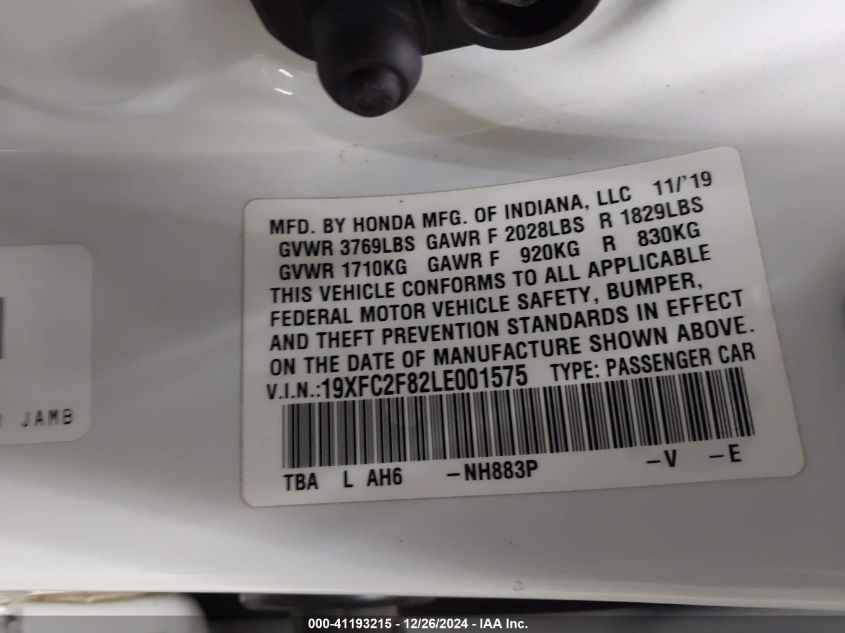 MFD. BY HONDA MFG. OF INDIANA, LLC 11/'19
GVWR 3769LBS GAWR F 2028LBS R 1829LBS
GVWR 1710KG GAWR F 920KG R 830KG
THIS VEHICLE CONFORMS TO ALL APPLICABLE
FEDERAL MOTOR VEHICLE SAFETY, BUMPER,
AND THEFT PREVENTION STANDARDS IN EFFECT
ON THE DATE OF MANUFACTURE SHOWN ABOVE.
V.I.N.:19XFC2F82LE001575 TYPE: PASSENGER CAR
TBA L AH6 -NH883P -V -E
JAMB
000-41193215 - 12/26/2024 - IAA Inc.